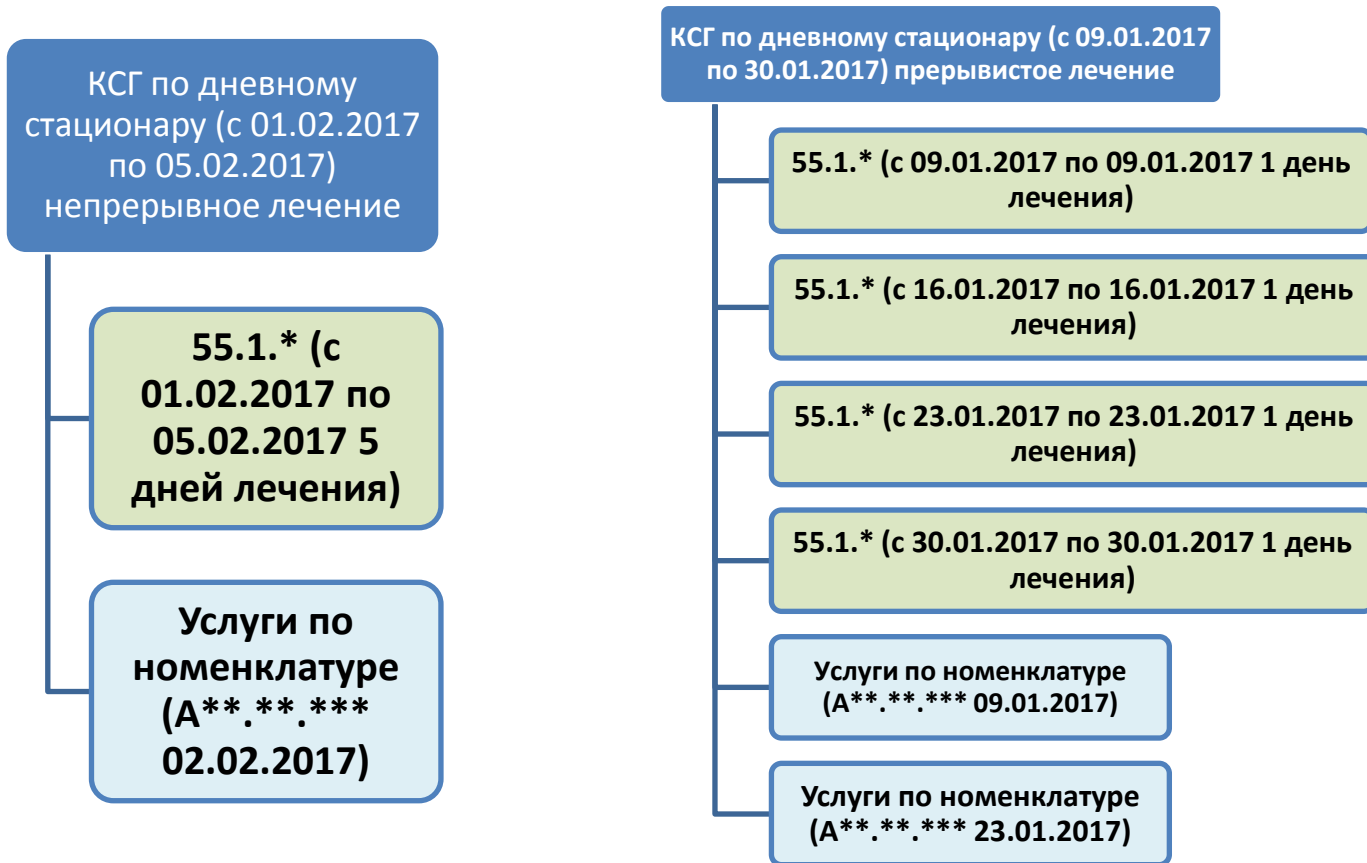 КСГ по дневному
стационару (с 01.02.2017
по 05.02.2017)
непрерывное лечение
55.1.* (с
01.02.2017 по
05.02.2017 5
дней лечения)
Услуги по
номенклатуре
(А**.**.***
02.02.2017)
КСГ по дневному стационару (с 09.01.2017
по 30.01.2017) прерывистое лечение
55.1.* (с 09.01.2017 по 09.01.2017 1 день
лечения)
55.1.* (с 16.01.2017 по 16.01.2017 1 день
лечения)
55.1.* (с 23.01.2017 по 23.01.2017 1 день
лечения)
55.1.* (с 30.01.2017 по 30.01.2017 1 день
лечения)
Услуги по номенклатуре
(А**.**.*** 09.01.2017)
Услуги по номенклатуре
(А**.**.*** 23.01.2017)